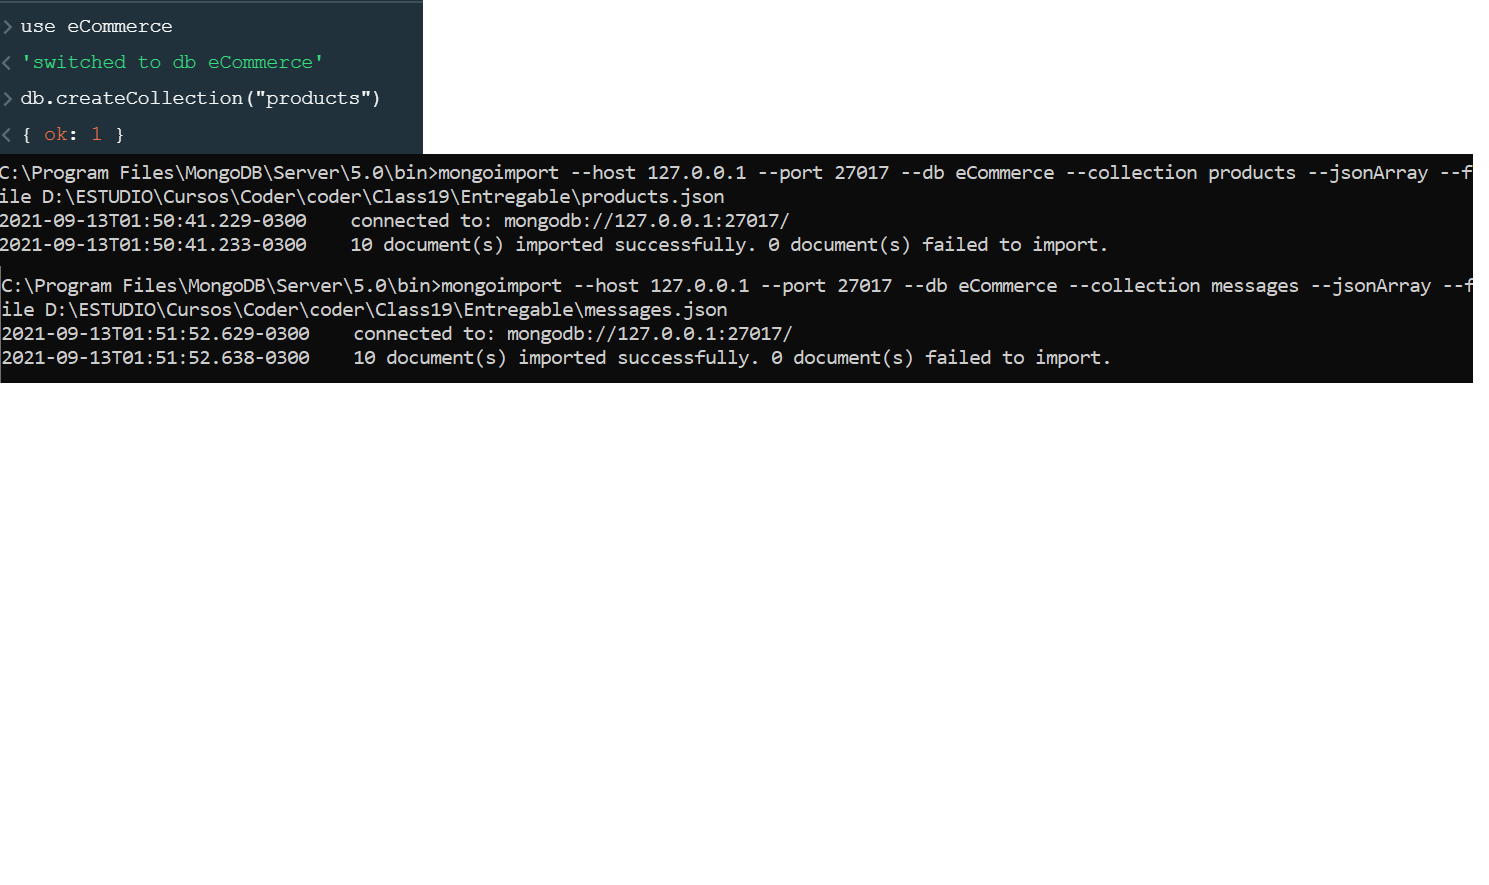 > use eCommerce
< 'switched to db eCommerce'
> db.createCollection("products")
< { ok: 1 }
C:\Program Files\MongoDB\Server\5.0\bin>mongoimport --host 127.0.0.1 --port 27017 --db eCommerce --collection products --jsonArray --f
ile D:\ESTUDIO\Cursos\Coder\coder\Class19\Entregable\products.json
2021-09-13T01:50:41.229-0300    connected to: mongodb://127.0.0.1:27017/
2021-09-13T01:50:41.233-0300    10 document(s) imported successfully. 0 document(s) failed to import.
C:\Program Files\MongoDB\Server\5.0\bin>mongoimport --host 127.0.0.1 --port 27017 --db eCommerce --collection messages --jsonArray --f
ile D:\ESTUDIO\Cursos\Coder\coder\Class19\Entregable\messages.json
2021-09-13T01:51:52.629-0300    connected to: mongodb://127.0.0.1:27017/
2021-09-13T01:51:52.638-0300    10 document(s) imported successfully. 0 document(s) failed to import.